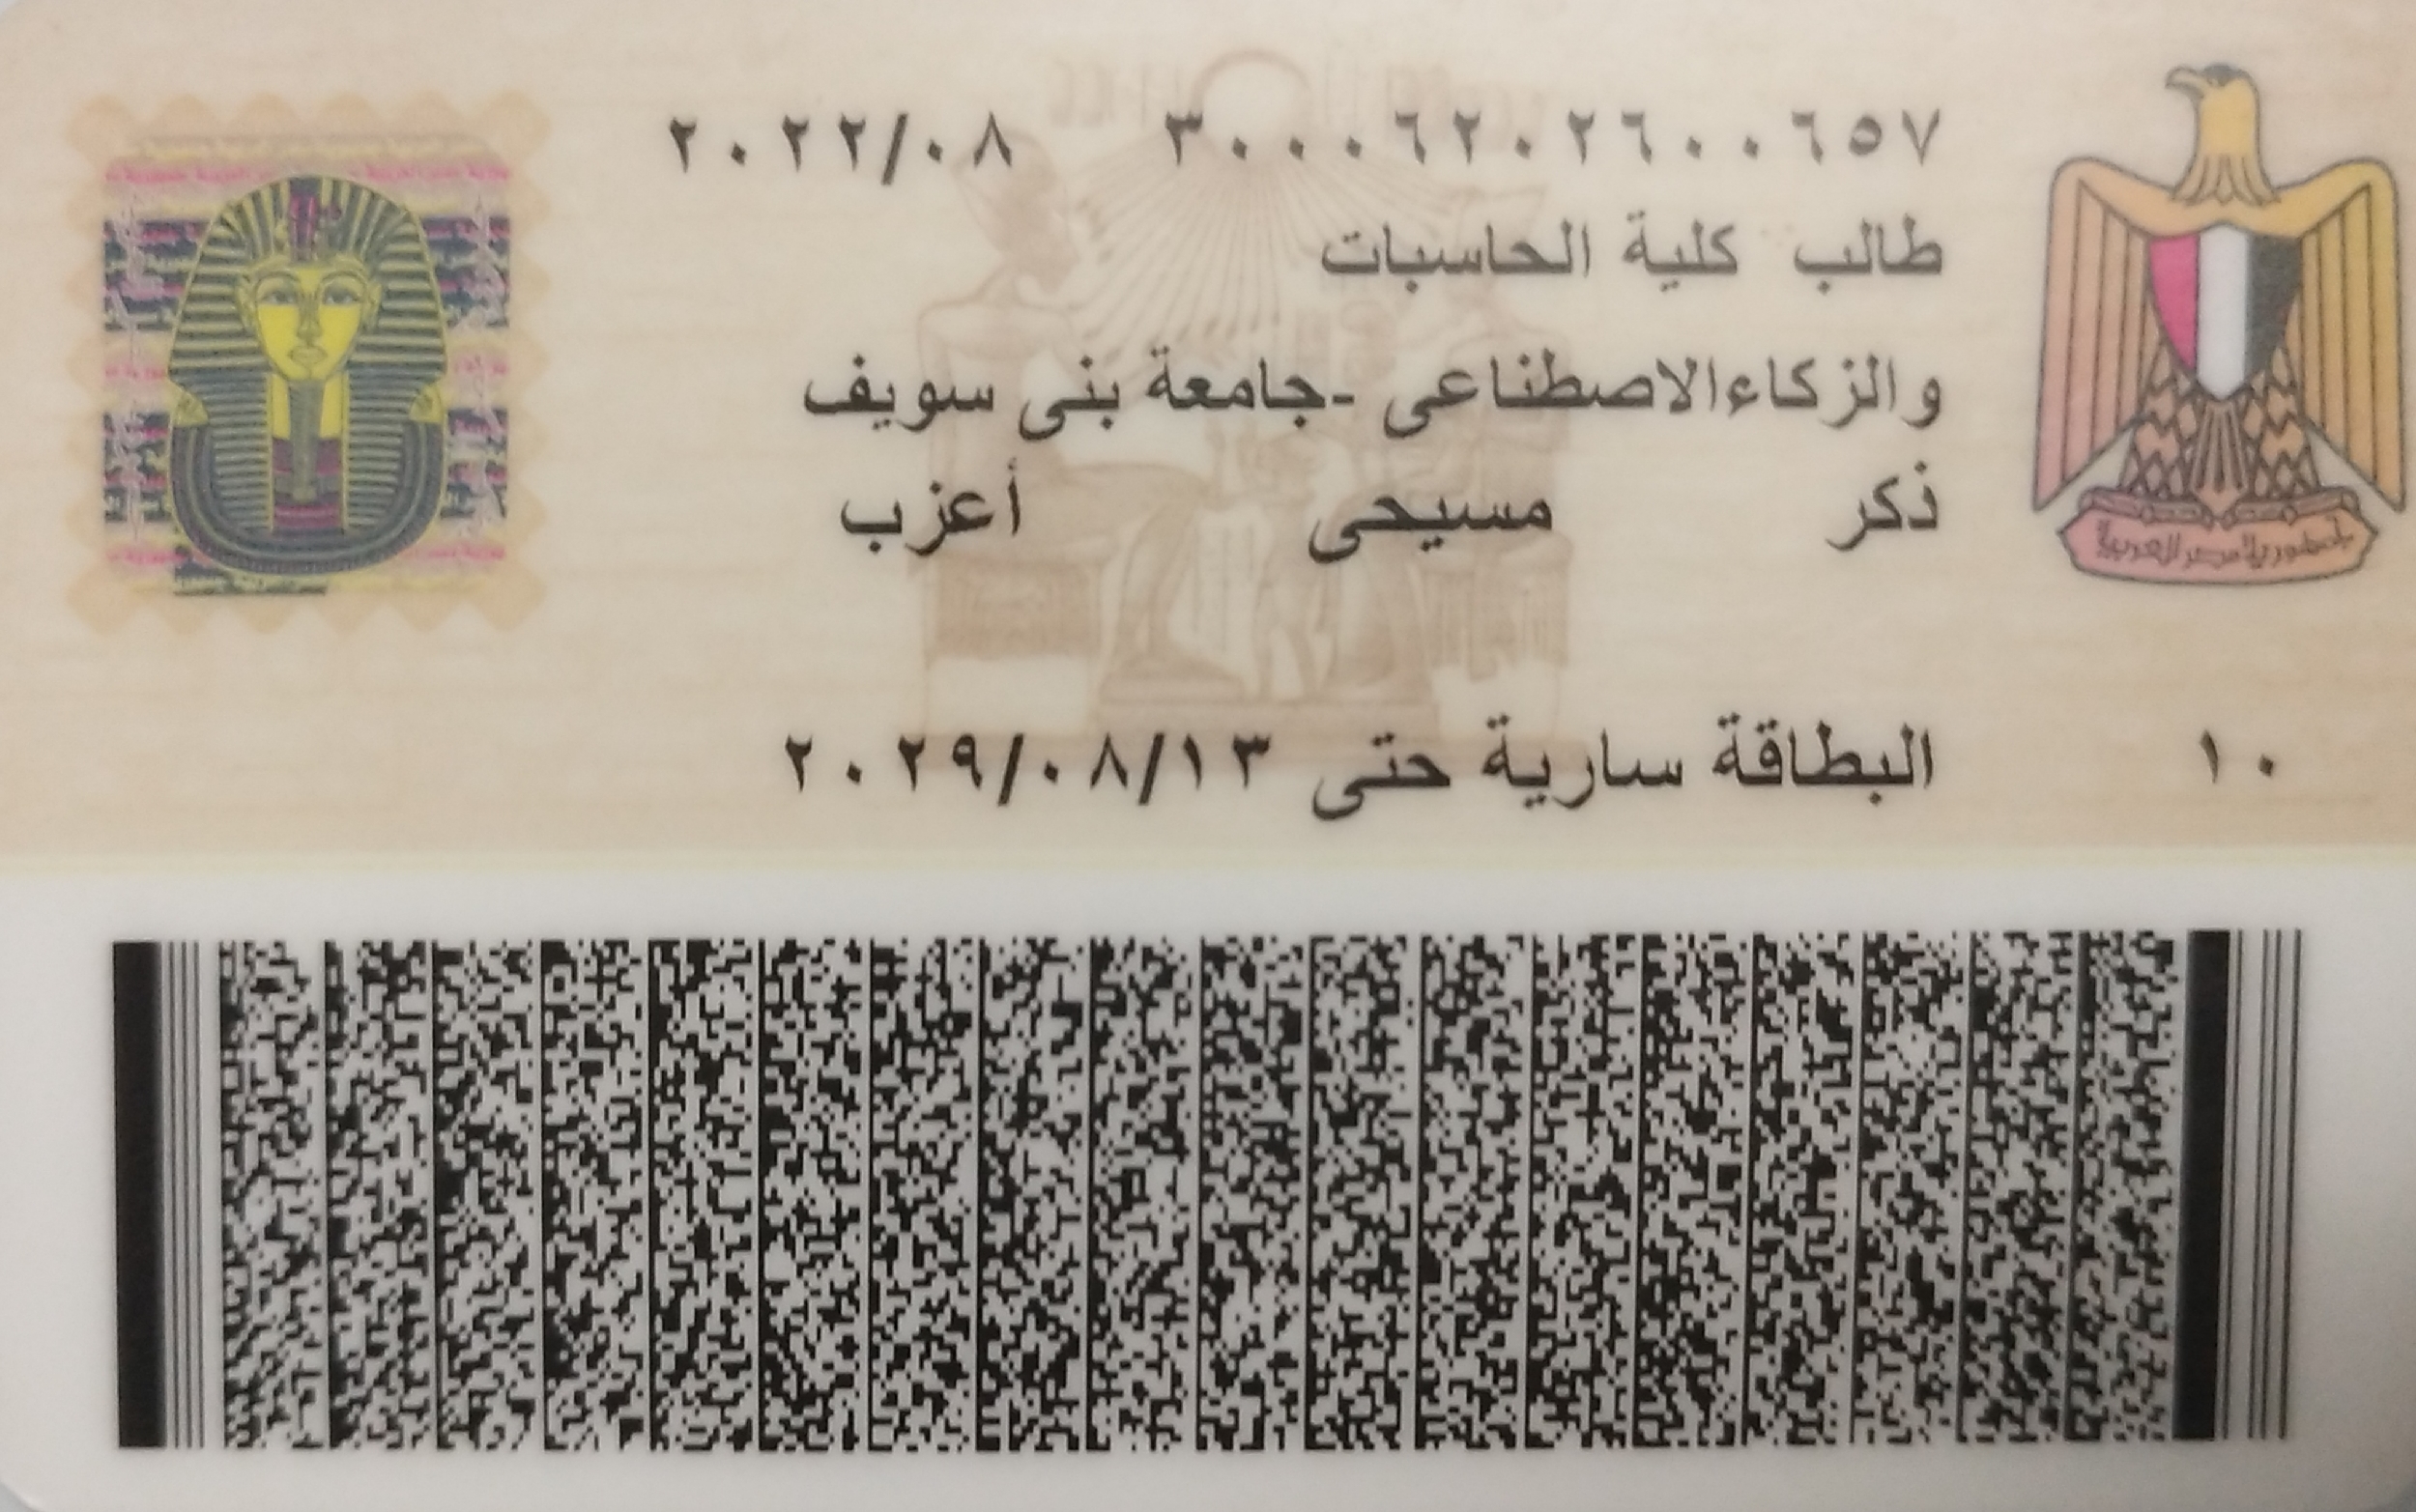 ٣٠٠٠٦٢٠٢٦٠٠٦٥٧ ٢٠٢٢/٠٨
طالب كلية الحاسبات
والزكاءالاصطناعى -جامعة بنى سويف
ذكر مسيحى أعزب
البطاقة سارية حتى ٢٠٢٩/٠٨/١٣
١٠
جمهورية مصر العربية